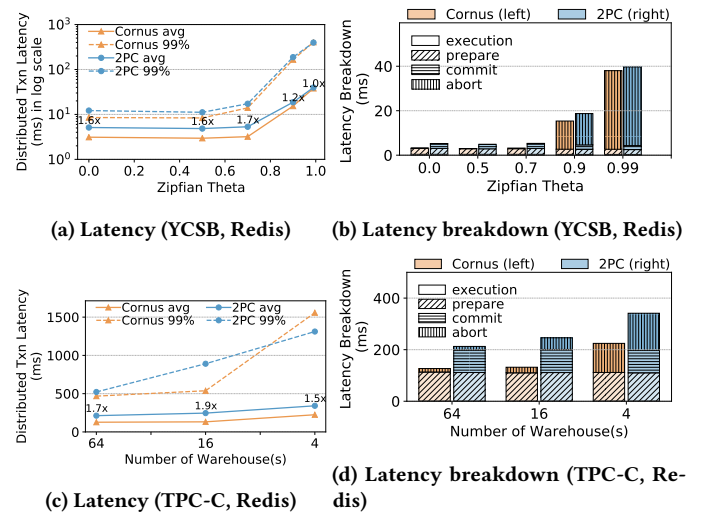 Distributed Txn Latency
(ms) in log scale
10³
10²
10¹
10⁰
Cornus avg
Cornus 99%
2PC avg
2PC 99%
1.6x
1.6x
1.7x
1.2x
1.0x
0.0
0.2
0.4
0.6
0.8
1.0
Zipfian Theta
(a) Latency (YCSB, Redis)
Cornus (left)
2PC (right)
Latency Breakdown
(ms)
40
20
0
execution
prepare
commit
abort
0.0
0.5
0.7
0.9
0.99
Zipfian Theta
(b) Latency breakdown (YCSB, Redis)
Distributed Txn Latency
(ms)
1500
1000
500
0
Cornus avg
Cornus 99%
2PC avg
2PC 99%
1.7x
1.9x
1.5x
64
16
4
Number of Warehouse(s)
(c) Latency (TPC-C, Redis)
Cornus (left)
2PC (right)
Latency Breakdown
(ms)
400
200
0
execution
prepare
commit
abort
64
16
4
Number of Warehouse(s)
(d) Latency breakdown (TPC-C, Re-
dis)